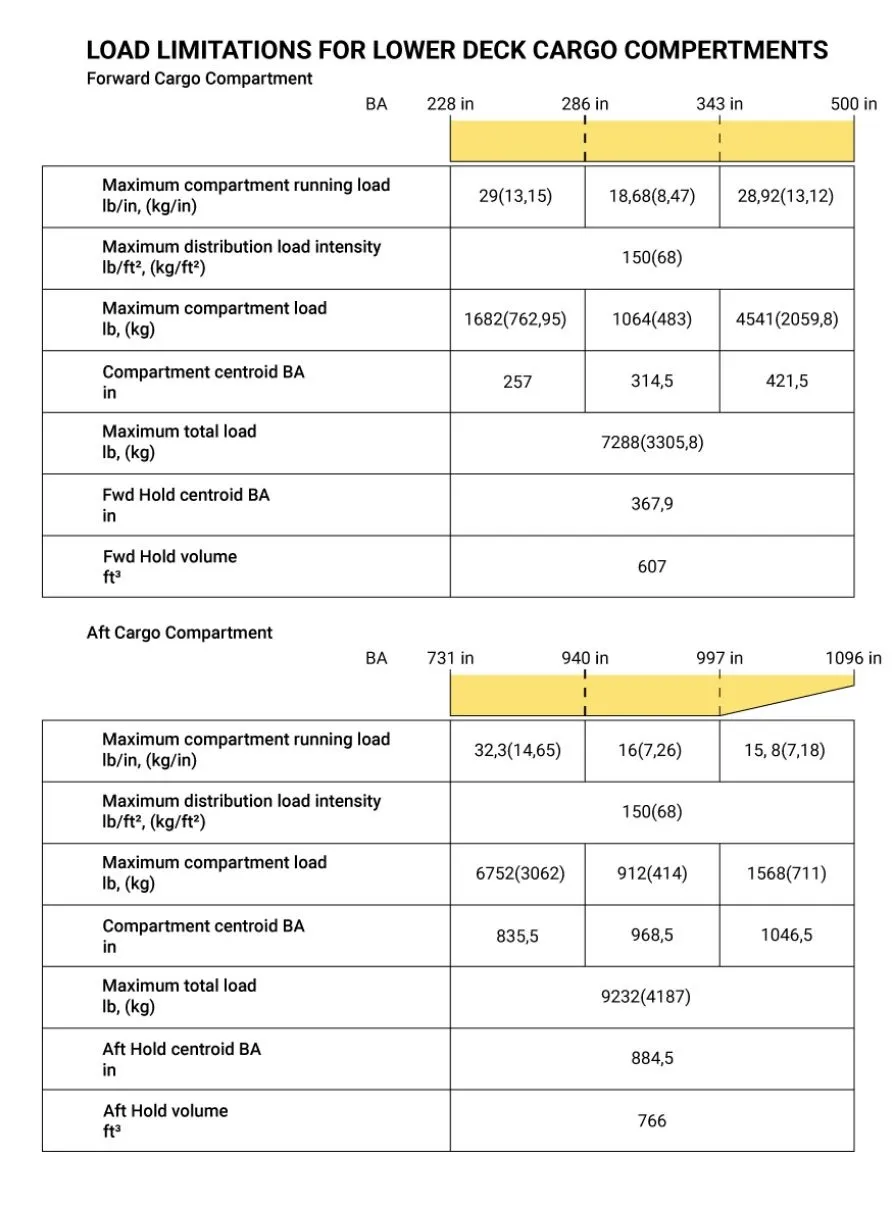 LOAD LIMITATIONS FOR LOWER DECK CARGO COMPERTMENTS
Forward Cargo Compartment
BA 228 in 286 in 343 in 500 in
Maximum compartment running load
lb/in, (kg/in)
29(13,15) 18,68(8,47) 28,92(13,12)
Maximum distribution load intensity
lb/ft², (kg/ft²)
150(68)
Maximum compartment load
lb, (kg)
1682(762,95) 1064(483) 4541(2059,8)
Compartment centroid BA
in
257 314,5 421,5
Maximum total load
lb, (kg)
7288(3305,8)
Fwd Hold centroid BA
in
367,9
Fwd Hold volume
ft³
607
Aft Cargo Compartment
BA 731 in 940 in 997 in 1096 in
Maximum compartment running load
lb/in, (kg/in)
32,3(14,65) 16(7,26) 15, 8(7,18)
Maximum distribution load intensity
lb/ft², (kg/ft²)
150(68)
Maximum compartment load
lb, (kg)
6752(3062) 912(414) 1568(711)
Compartment centroid BA
in
835,5 968,5 1046,5
Maximum total load
lb, (kg)
9232(4187)
Aft Hold centroid BA
in
884,5
Aft Hold volume
ft³
766